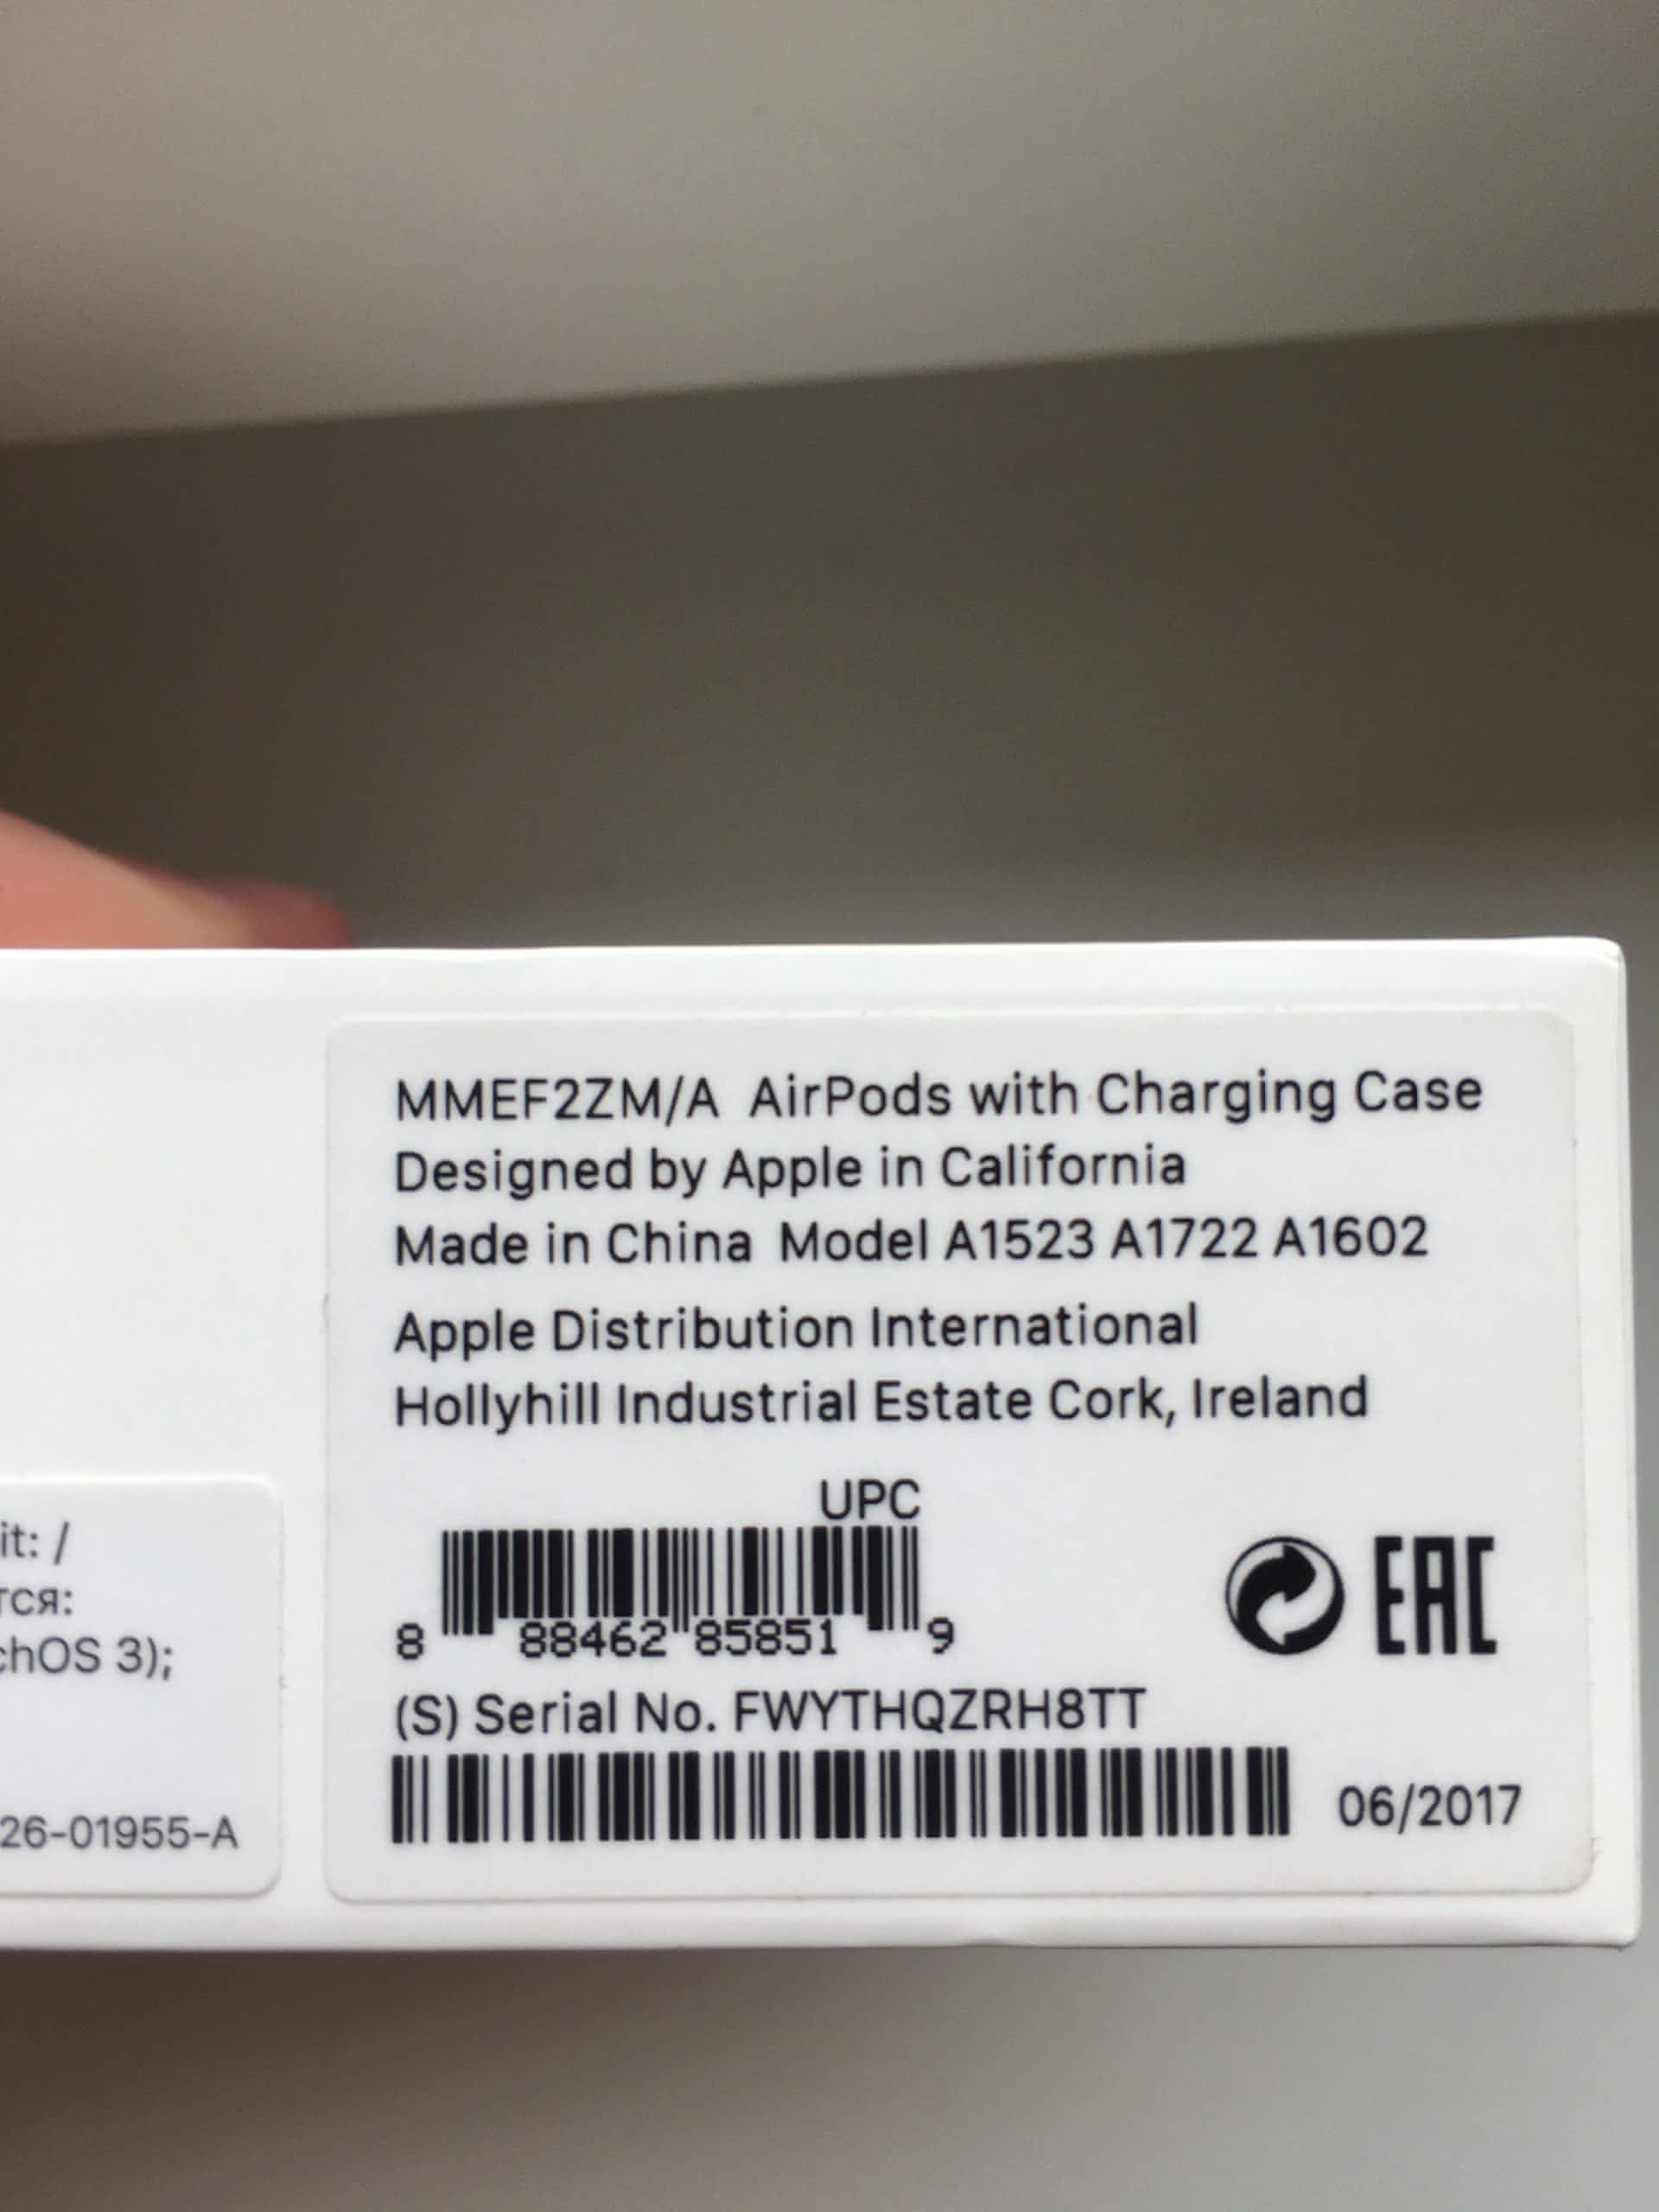 MMEF2ZM/A AirPods with Charging Case
Designed by Apple in California
Made in China Model A1523 A1722 A1602
Apple Distribution International
Hollyhill Industrial Estate Cork, Ireland
UPC
8 88462 85851 9
EAC
(S) Serial No. FWYTHQZRH8TT
06/2017
it: /
тся:
chOS 3);
26-01955-A